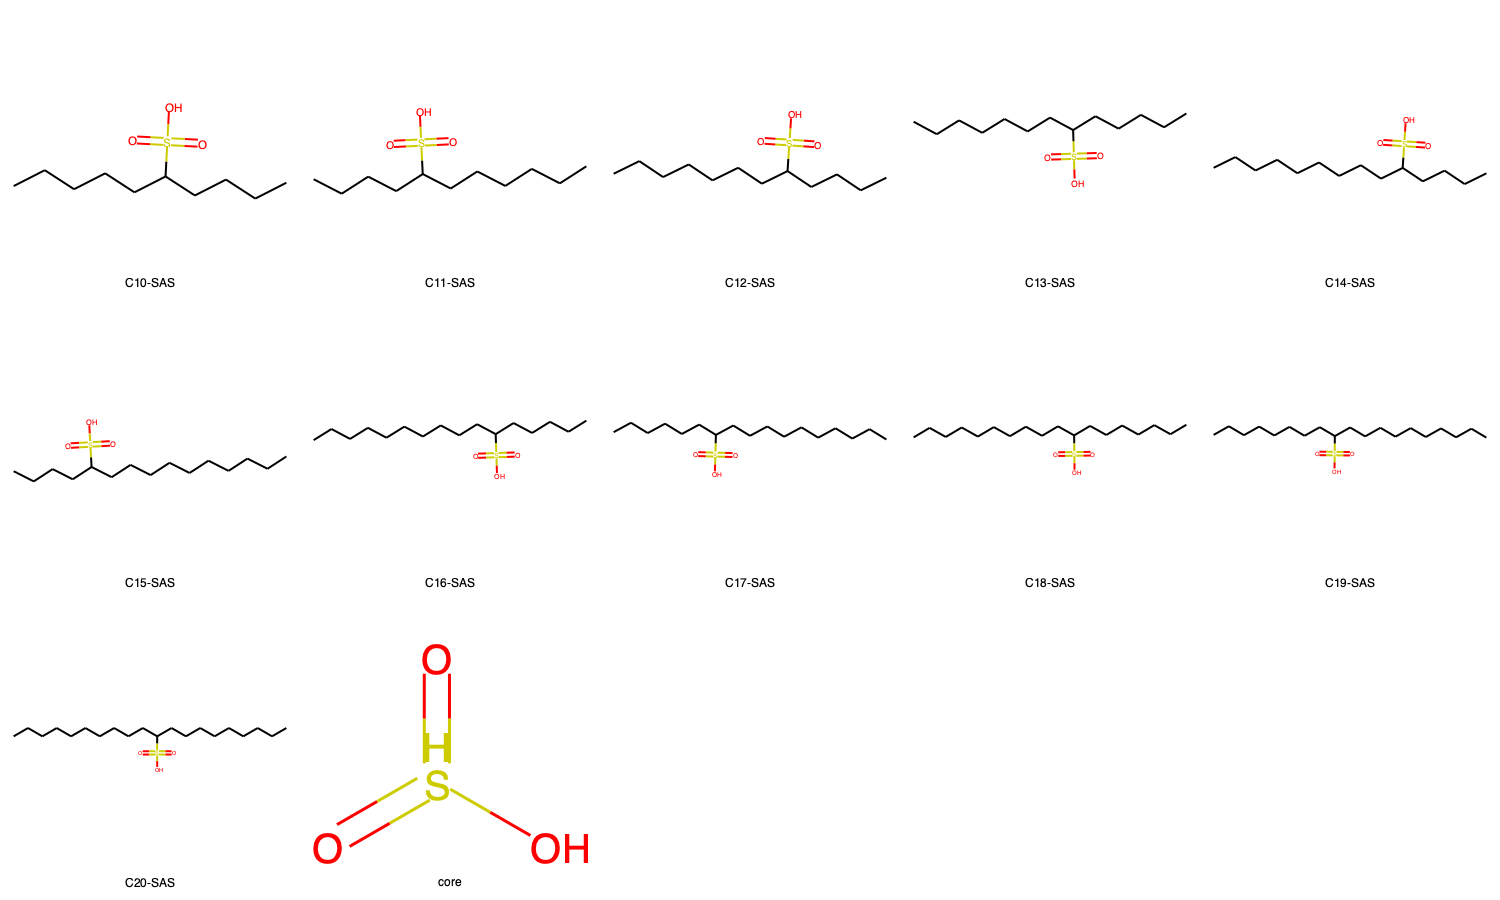 OH
O S O
C10-SAS
OH
O S O
C11-SAS
OH
O S O
C12-SAS
O S O
OH
C13-SAS
OH
O S O
C14-SAS
OH
O S O
C15-SAS
O S O
OH
C16-SAS
O S O
OH
C17-SAS
O S O
OH
C18-SAS
O S O
OH
C19-SAS
O S O
OH
C20-SAS
O
H
S
O OH
core